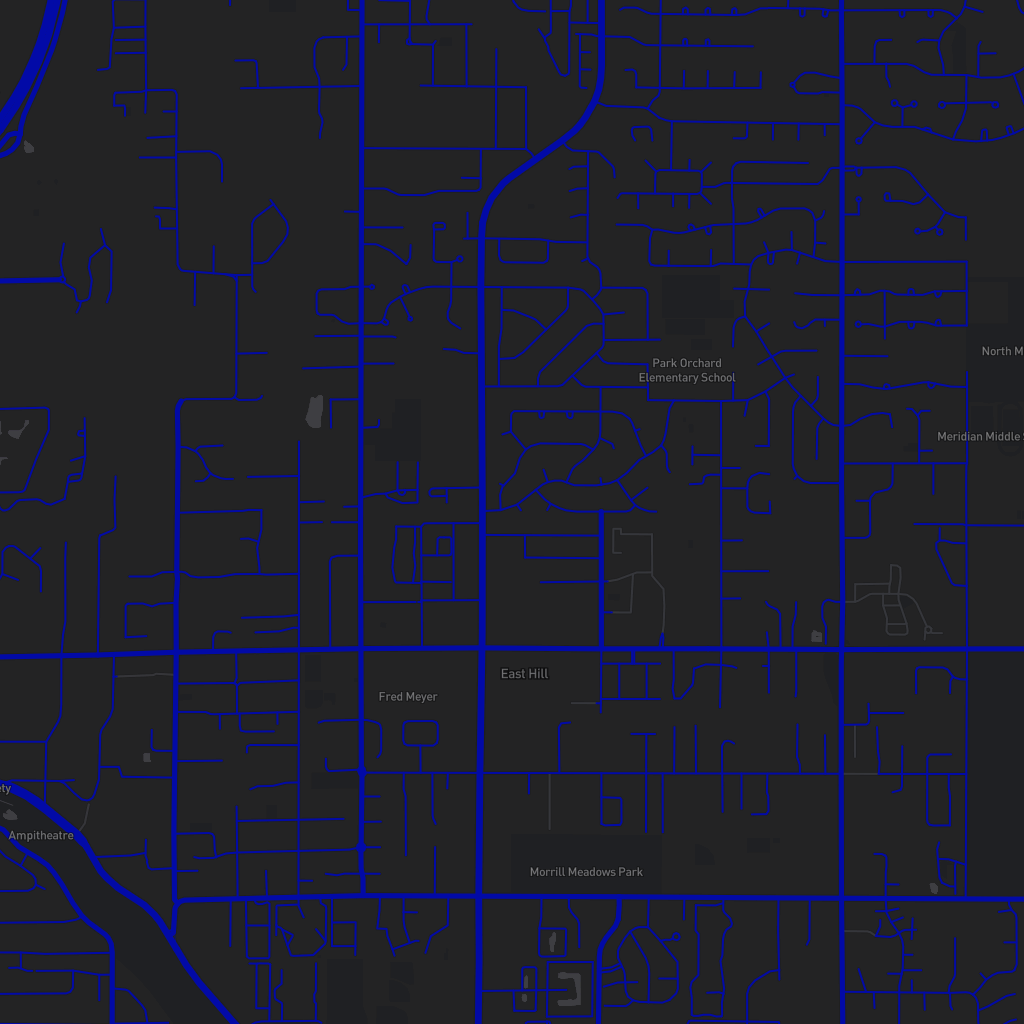 Park Orchard
Elementary School
North M
Meridian Middle S
East Hill
Fred Meyer
ety
Ampitheatre
Morrill Meadows Park